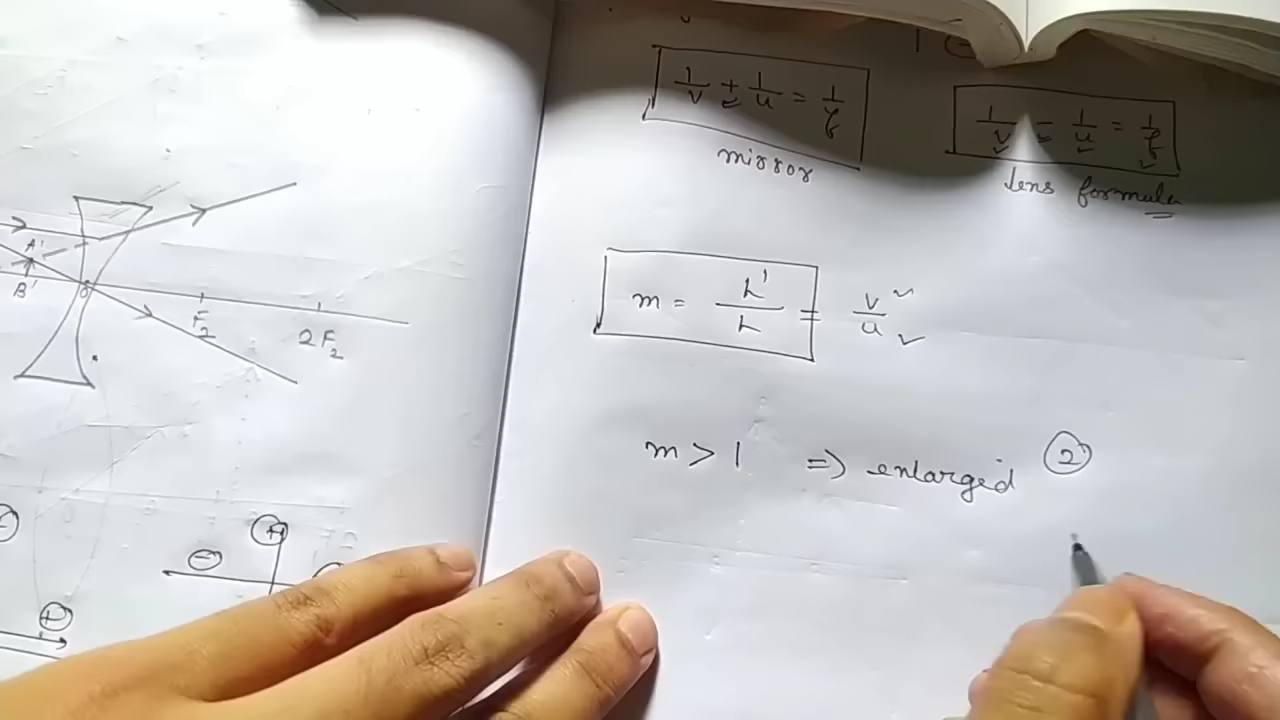 A'
B'
O
F₂
2F₂
(-)
(+)
(+)
1/v + 1/u = 1/f
mirror
1/v - 1/u = 1/f
lens formula
m = h'/h = v/u
m > 1 ⇒ enlarged (2)